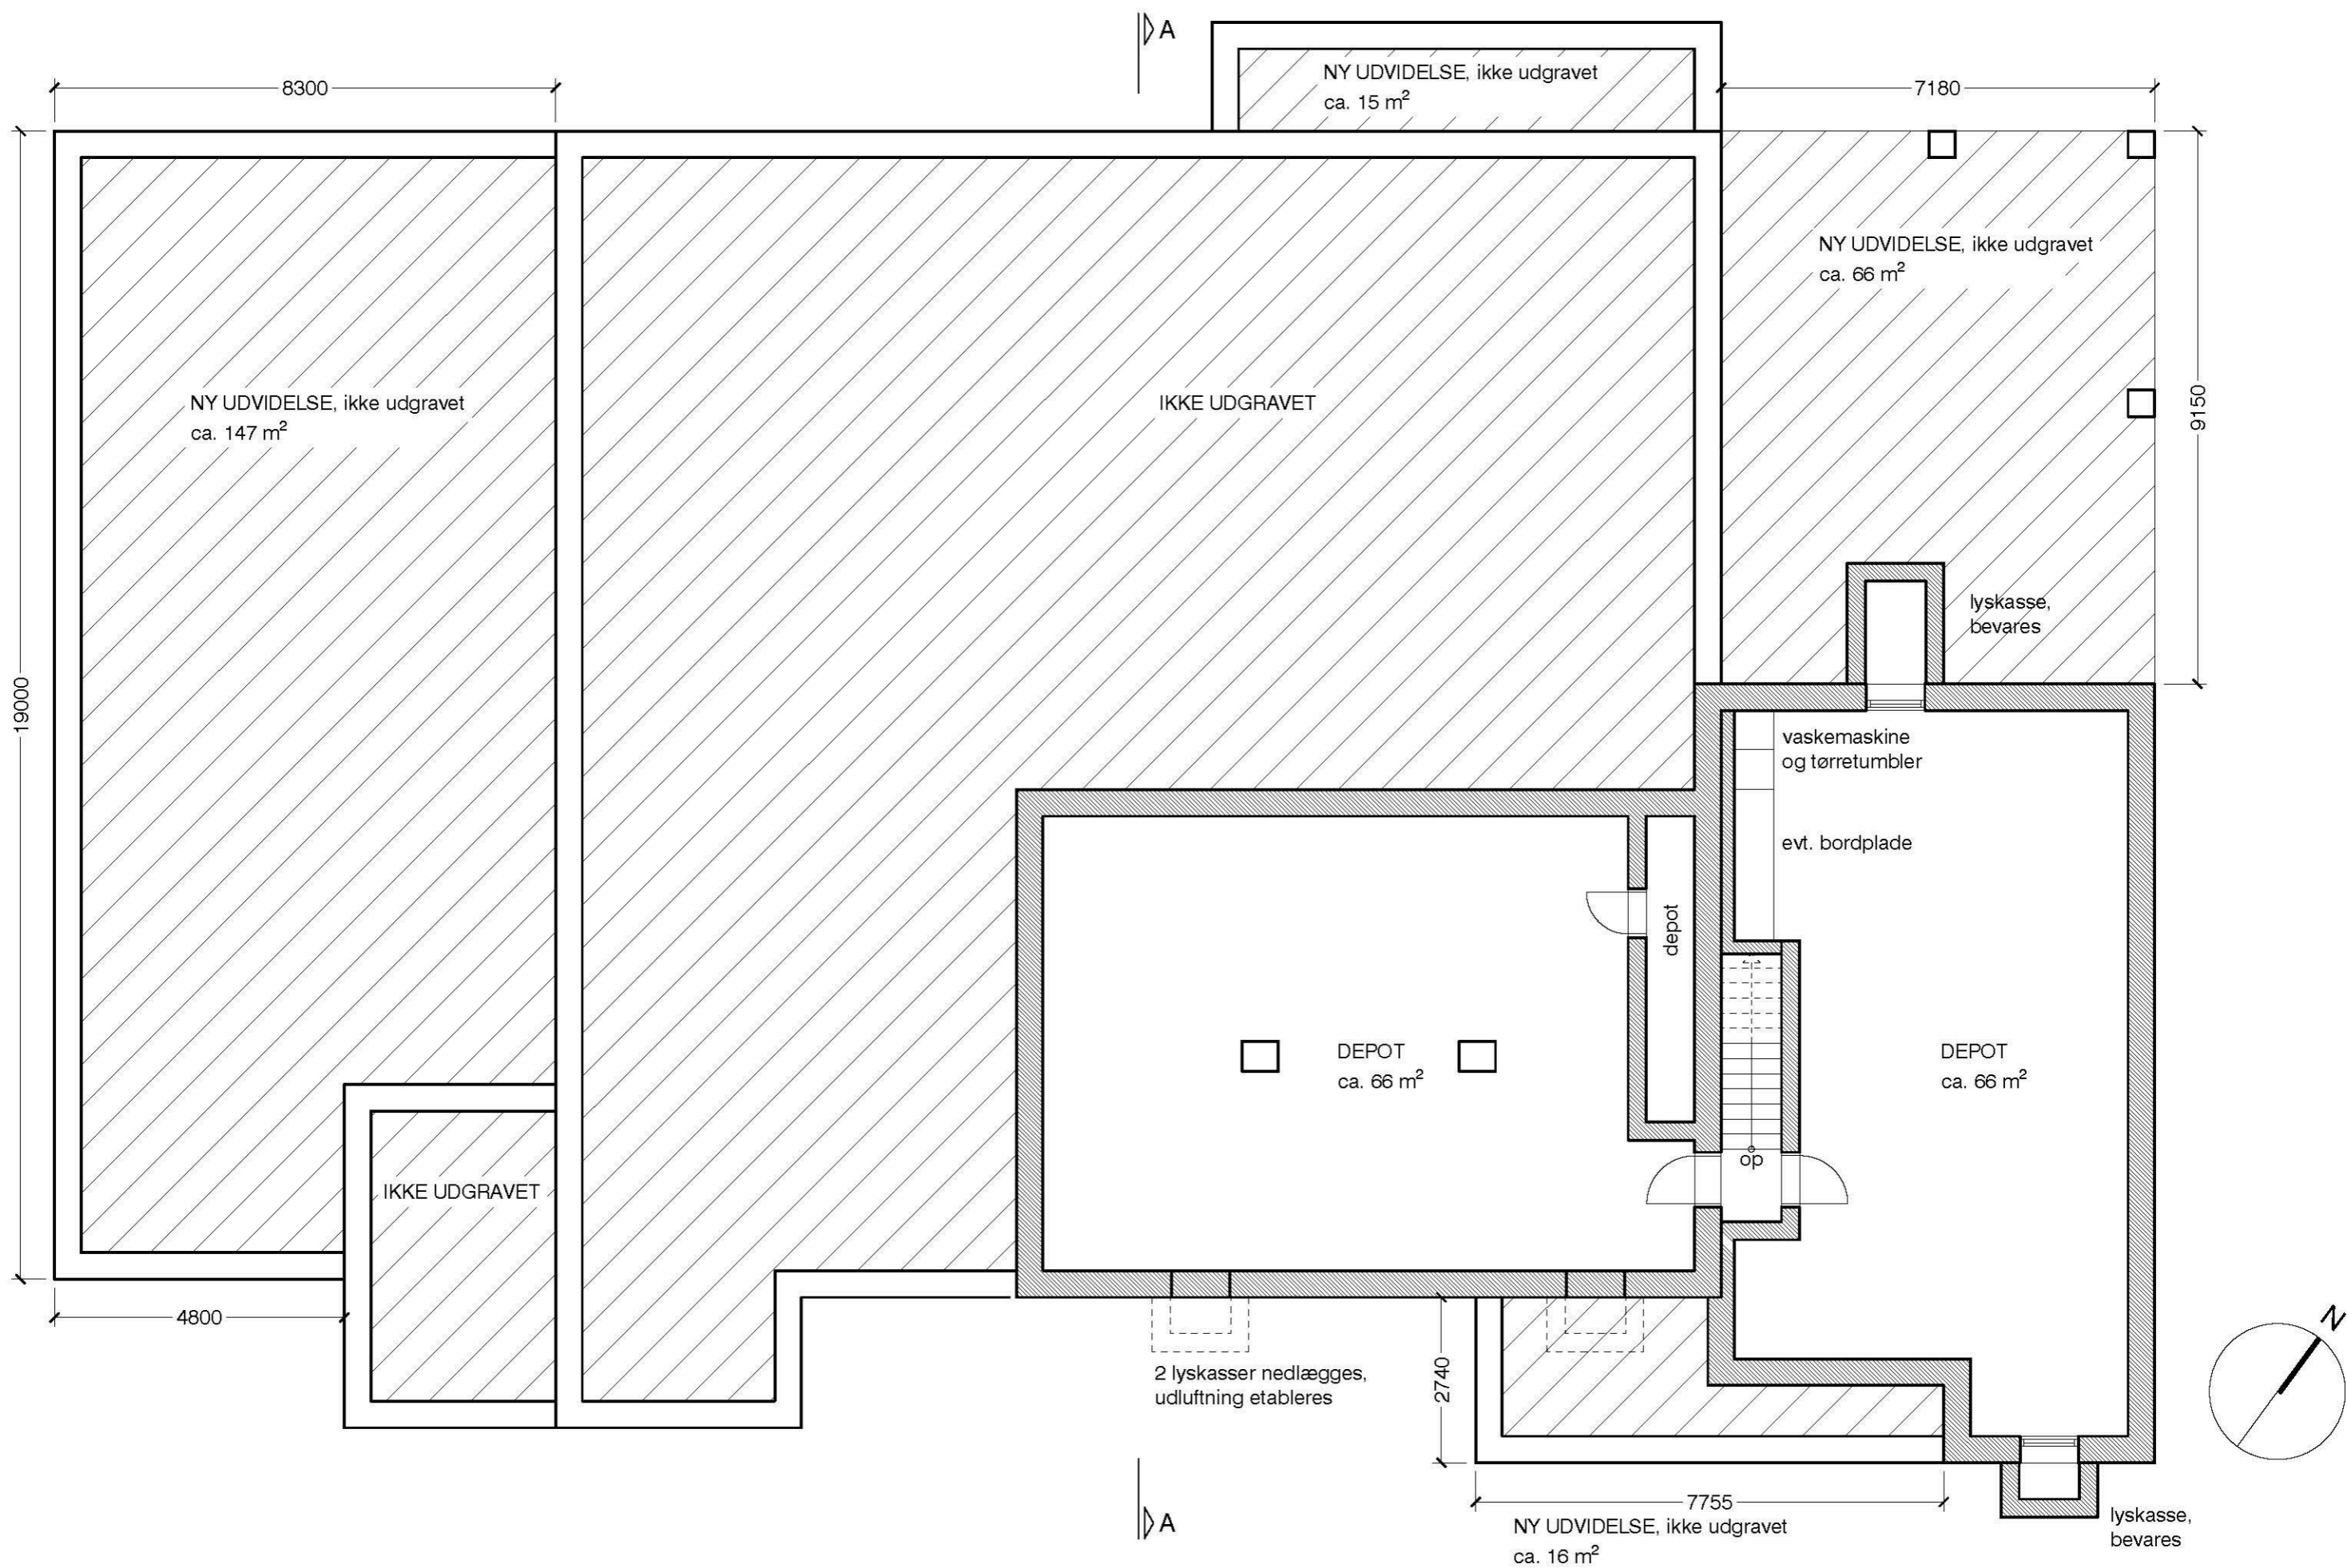 A
NY UDVIDELSE, ikke udgravet
ca. 15 m²
8300
7180
NY UDVIDELSE, ikke udgravet
ca. 66 m²
NY UDVIDELSE, ikke udgravet
ca. 147 m²
IKKE UDGRAVET
9150
lyskasse,
bevares
19000
vaskemaskine
og tørretumbler
evt. bordplade
depot
DEPOT
ca. 66 m²
DEPOT
ca. 66 m²
op
IKKE UDGRAVET
4800
N
2 lyskasser nedlægges,
udluftning etableres
2740
7755
NY UDVIDELSE, ikke udgravet
ca. 16 m²
A
lyskasse,
bevares